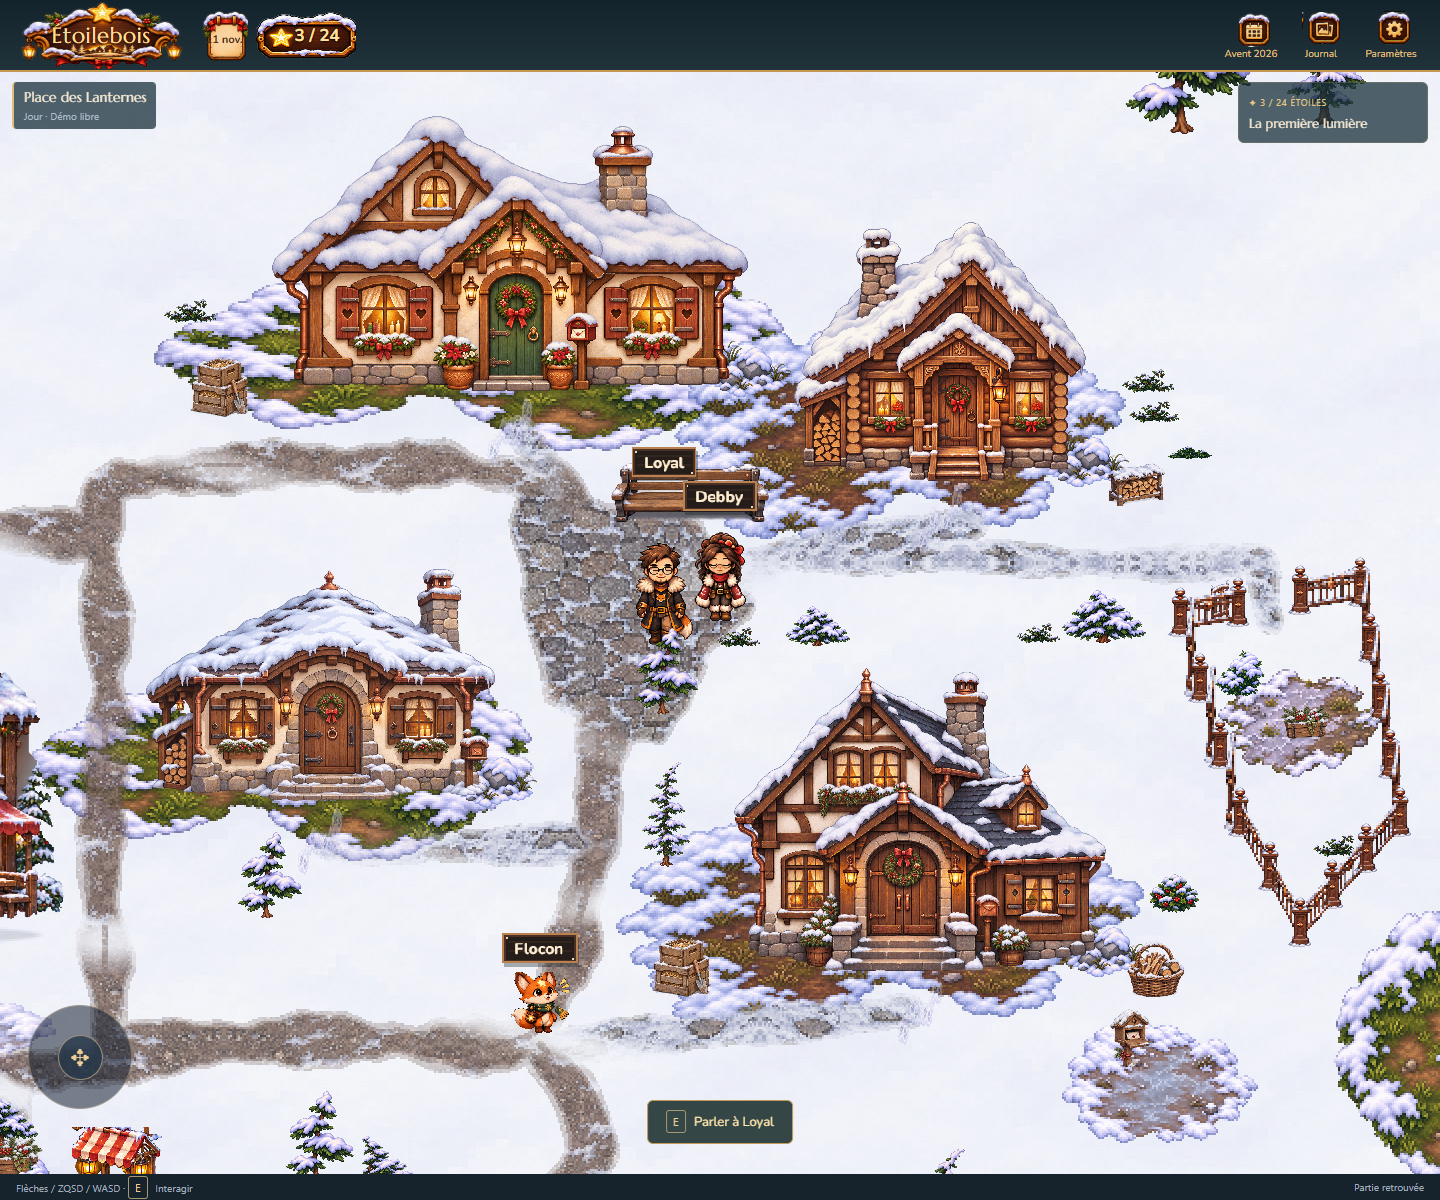 Etoilebois
1 nov.
3 / 24
Avent 2026
Journal
Paramètres
Place des Lanternes
Jour · Démo libre
✦ 3 / 24 ÉTOILES
La première lumière
Loyal
Debby
Flocon
E Parler à Loyal
Flèches / ZQSD / WASD · E Interagir
Partie retrouvée